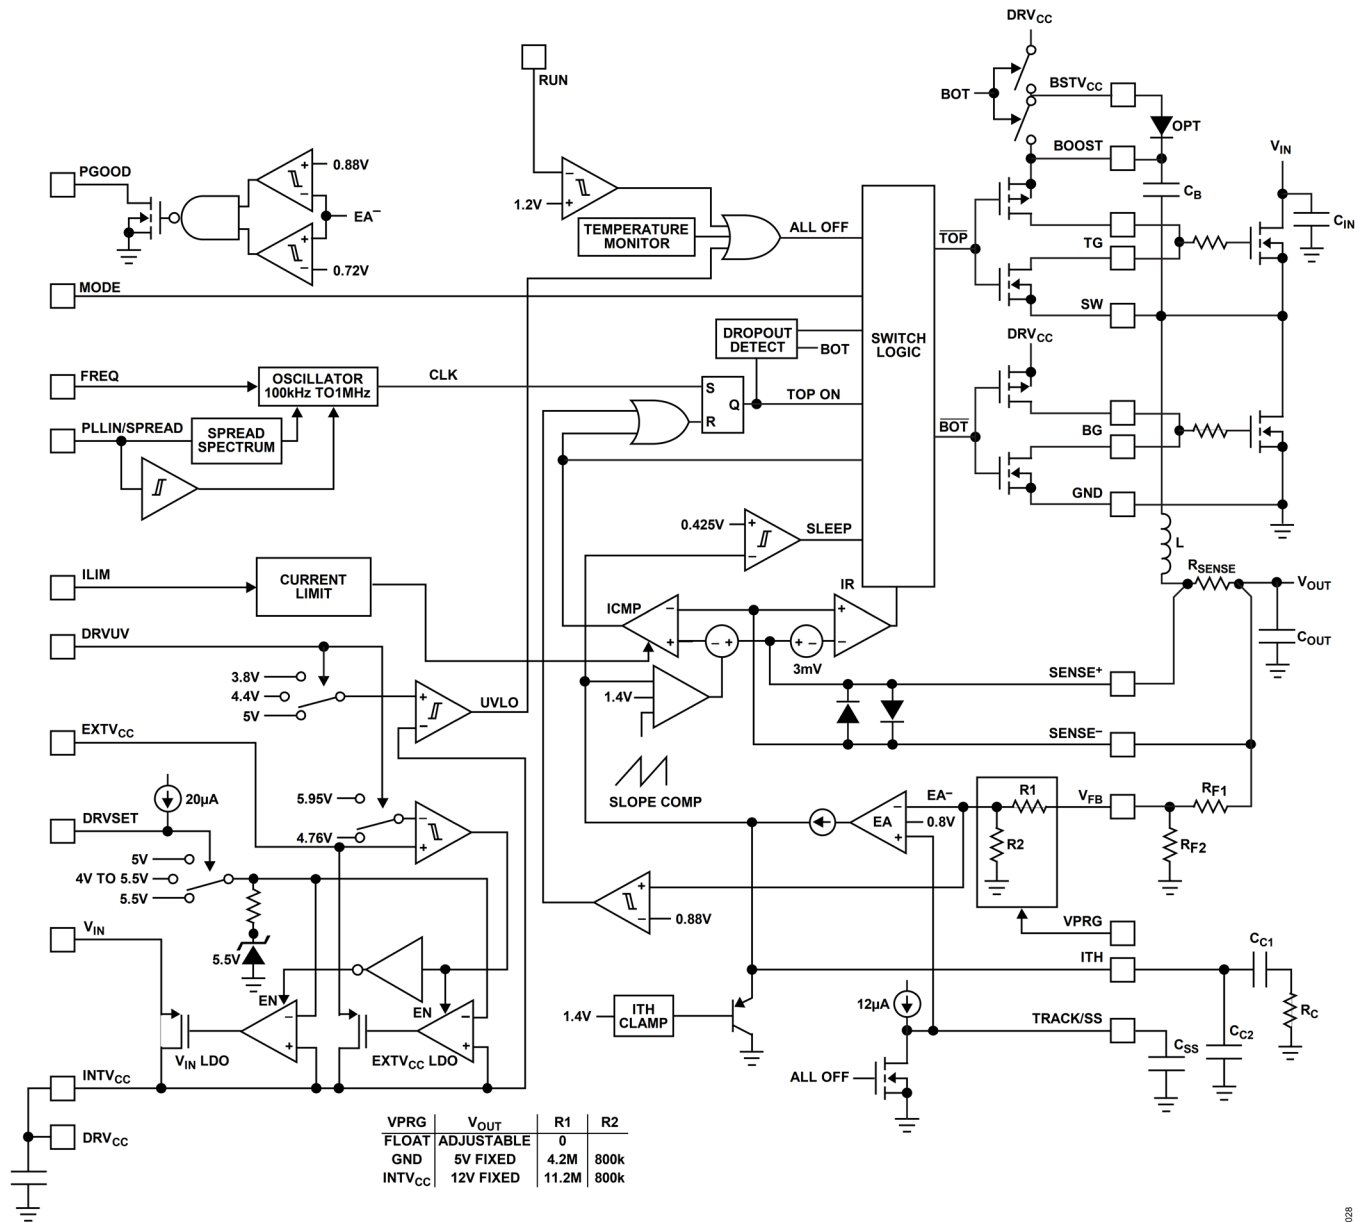 DRVCC
RUN
BOT
BSTVCC
OPT
PGOOD
0.88V
BOOST
VIN
1.2V
EA–
TEMPERATURE
MONITOR
ALL OFF
TOP
CB
CIN
0.72V
TG
MODE
SW
DROPOUT
DETECT
BOT
SWITCH
LOGIC
DRVCC
FREQ
OSCILLATOR
100kHz TO1MHz
CLK
S
Q
R
TOP ON
PLLIN/SPREAD
SPREAD
SPECTRUM
BOT
BG
GND
0.425V
SLEEP
L
RSENSE
VOUT
ILIM
CURRENT
LIMIT
ICMP
IR
3mV
COUT
DRVUV
3.8V
4.4V
5V
UVLO
1.4V
SENSE+
SENSE–
EXTVCC
SLOPE COMP
20µA
5.95V
4.76V
DRVSET
5V
4V TO 5.5V
5.5V
EA–
EA
0.8V
R1
R2
VFB
RF1
RF2
0.88V
VPRG
VIN
5.5V
EN
EN
ITH
CC1
RC
CC2
1.4V
ITH
CLAMP
12µA
TRACK/SS
CSS
VIN LDO
EXTVCC LDO
INTVCC
ALL OFF
DRVCC
VPRG VOUT R1 R2
FLOAT ADJUSTABLE 0
GND 5V FIXED 4.2M 800k
INTVCC 12V FIXED 11.2M 800k
028